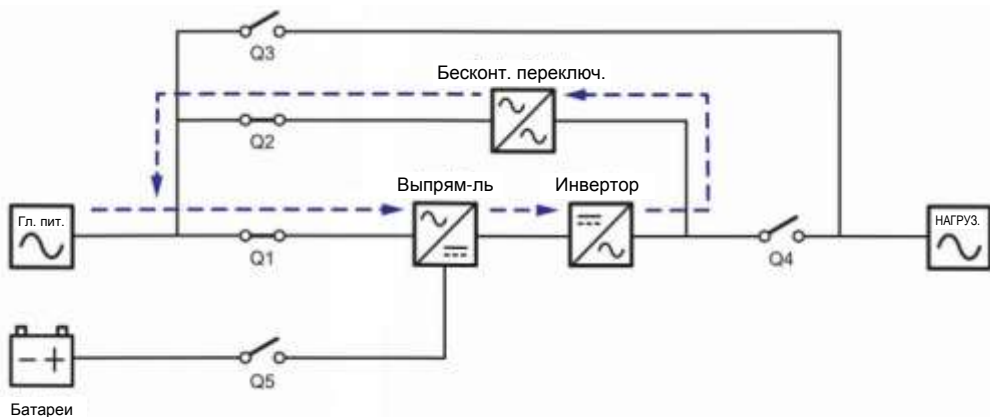 Q3
Бесконт. переключ.
Q2
Выпрям-ль
Инвертор
Гл. пит.
НАГРУЗ.
Q1
Q4
Q5
Батареи